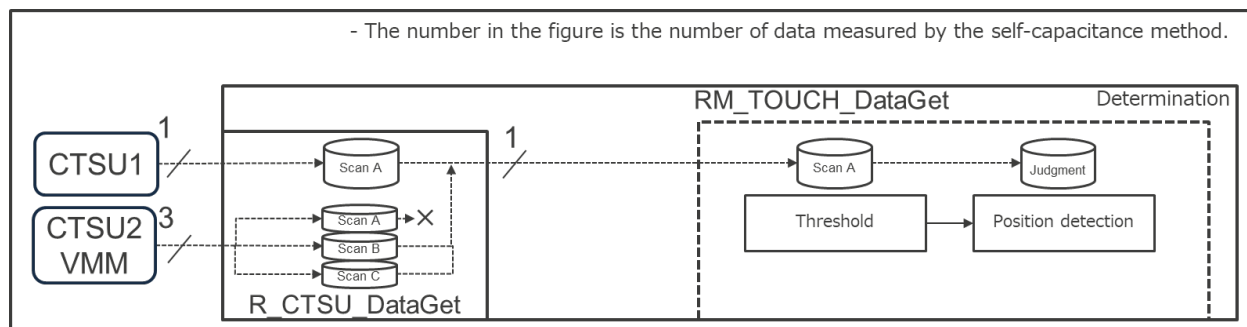 - The number in the figure is the number of data measured by the self-capacitance method.
RM_TOUCH_DataGet
Determination
1
1
CTSU1
Scan A
Scan A
Judgment
3
CTSU2
VMM
Scan A
Scan B
Scan C
Threshold
Position detection
R_CTSU_DataGet